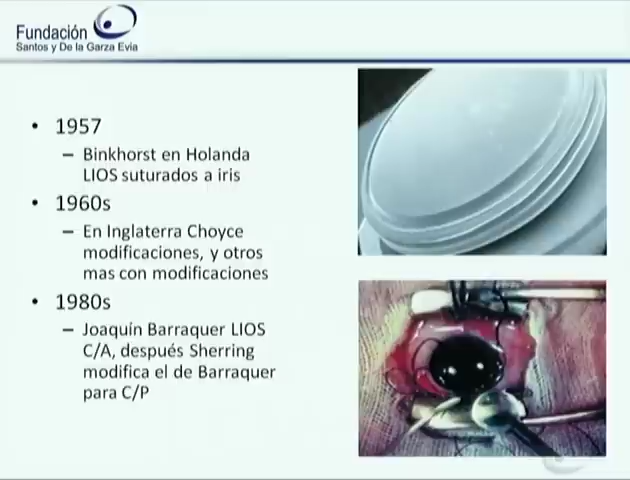 Fundación
Santos y De la Garza Evia
• 1957
– Binkhorst en Holanda
LIOS suturados a iris
• 1960s
– En Inglaterra Choyce
modificaciones, y otros
mas con modificaciones
• 1980s
– Joaquín Barraquer LIOS
C/A, después Sherring
modifica el de Barraquer
para C/P